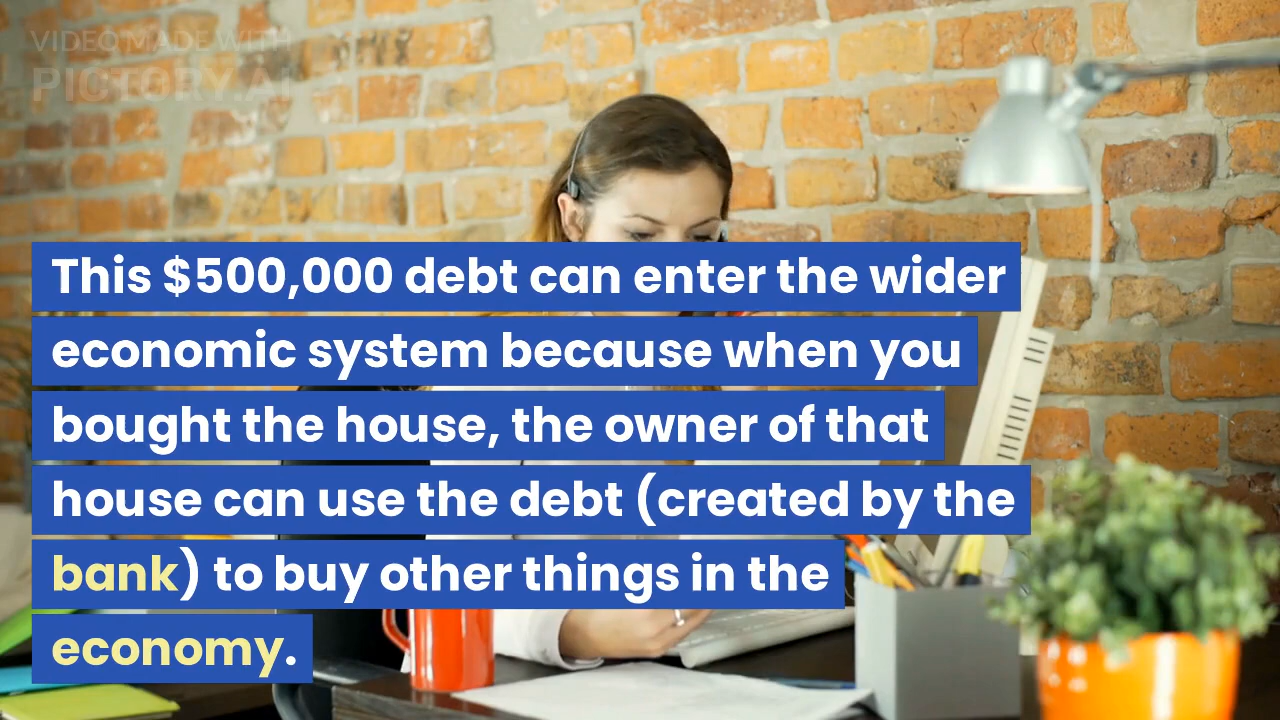 VIDEO MADE WITH
PICTORY.AI
This $500,000 debt can enter the wider
economic system because when you
bought the house, the owner of that
house can use the debt (created by the
bank) to buy other things in the
economy.